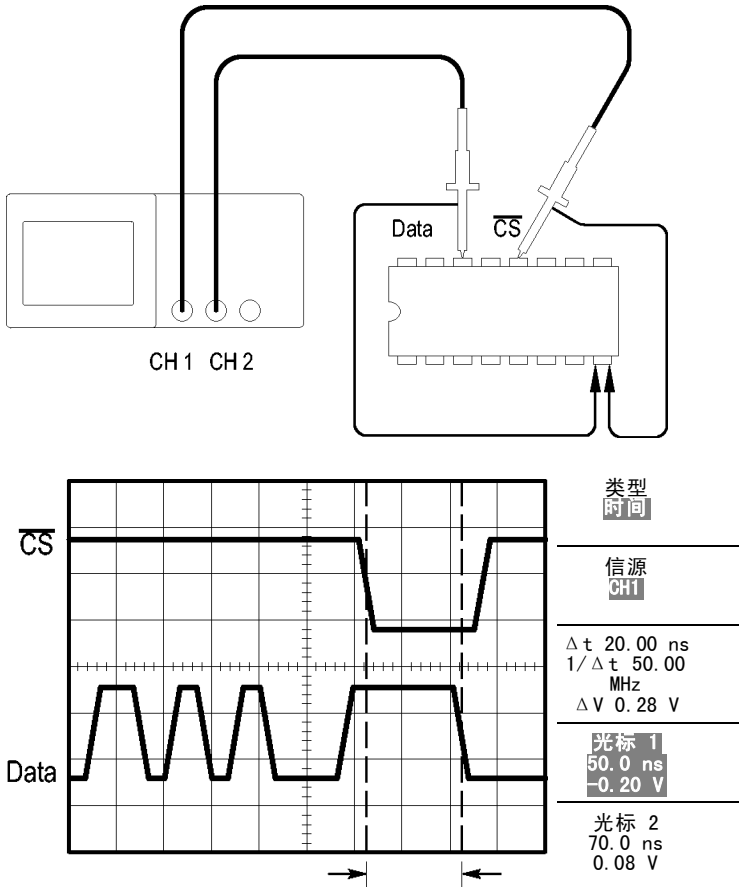 Data
CS
CH 1 CH 2
CS
Data
类型
时间
信源
CH1
Δt 20.00 ns
1/Δt 50.00
MHz
ΔV 0.28 V
光标 1
50.0 ns
-0.20 V
光标 2
70.0 ns
0.08 V